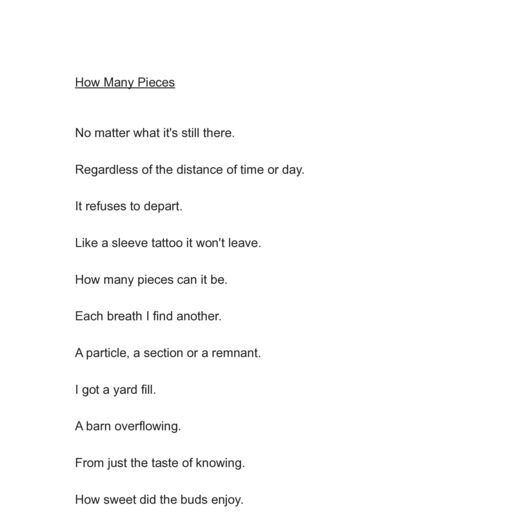 How Many Pieces
No matter what it's still there.
Regardless of the distance of time or day.
It refuses to depart.
Like a sleeve tattoo it won't leave.
How many pieces can it be.
Each breath I find another.
A particle, a section or a remnant.
I got a yard fill.
A barn overflowing.
From just the taste of knowing.
How sweet did the buds enjoy.